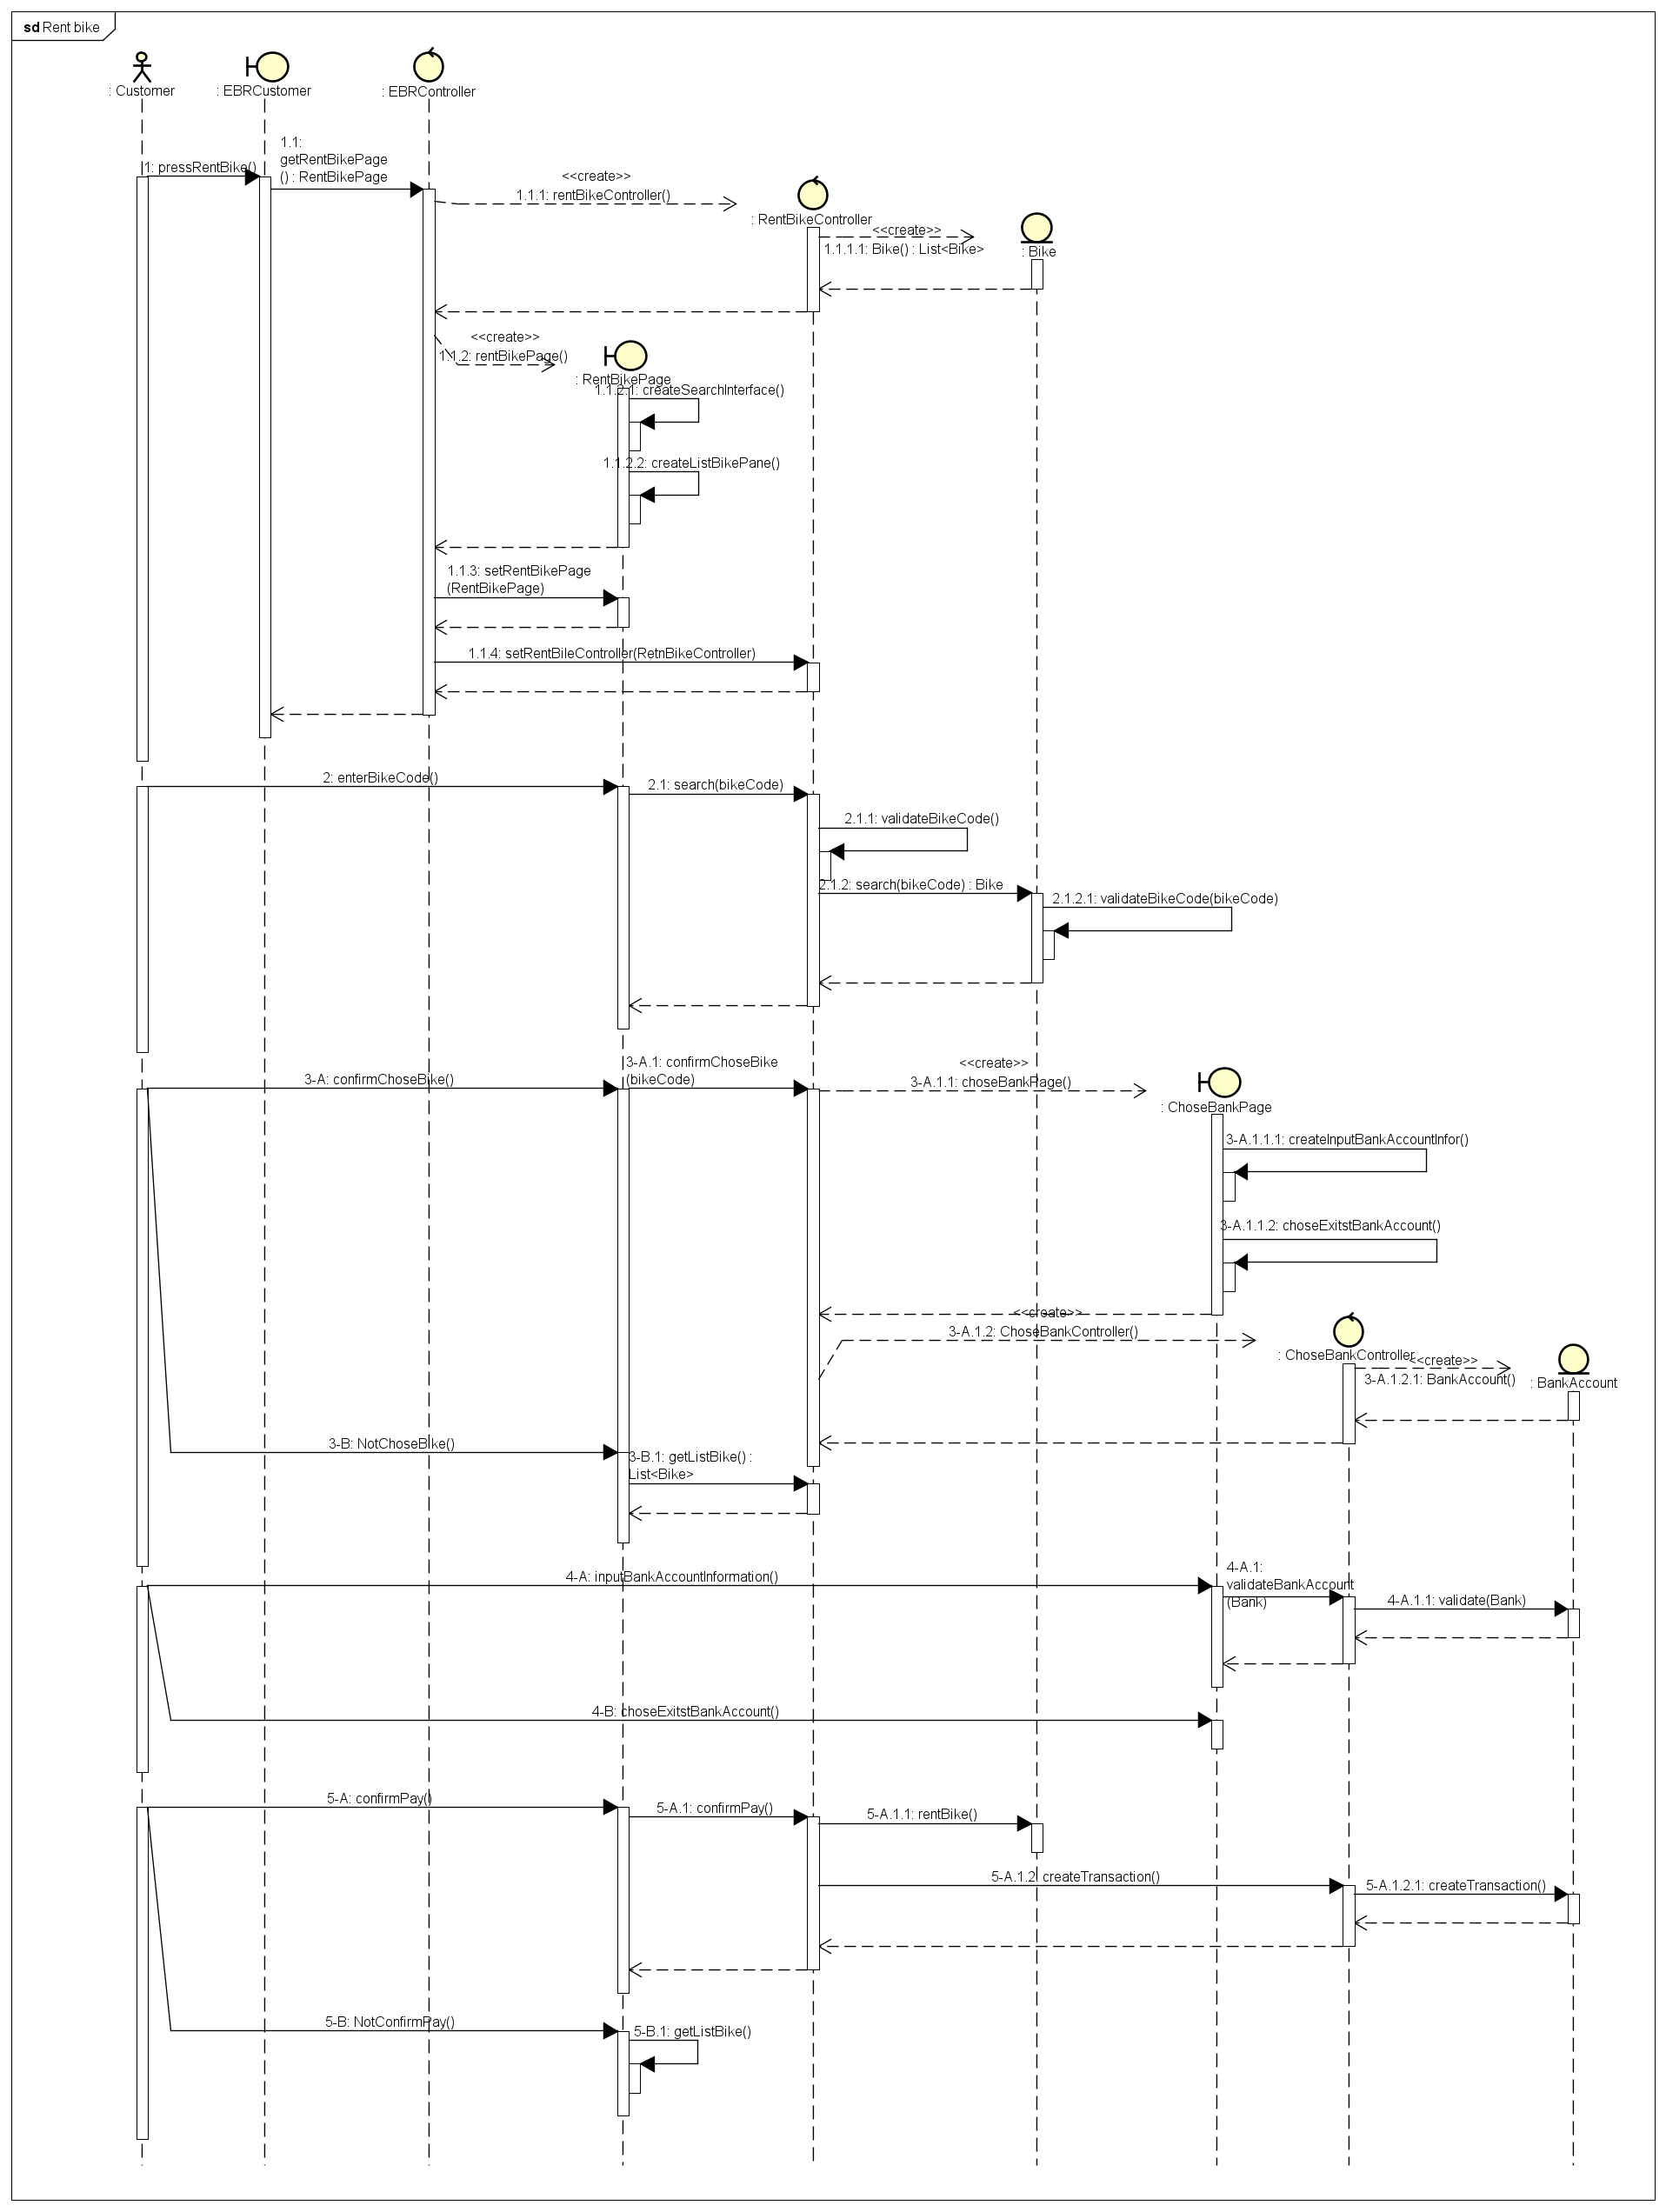 sd Rent bike
: Customer
: EBRCustomer
: EBRController
1: pressRentBike()
1.1:
getRentBikePage
() : RentBikePage
<<create>>
1.1.1: rentBikeController()
: RentBikeController
<<create>>
1.1.1.1: Bike() : List<Bike>
: Bike
<<create>>
1.1.2: rentBikePage()
: RentBikePage
1.1.2.1: createSearchInterface()
1.1.2.2: createListBikePane()
1.1.3: setRentBikePage
(RentBikePage)
1.1.4: setRentBileController(RetnBikeController)
2: enterBikeCode()
2.1: search(bikeCode)
2.1.1: validateBikeCode()
2.1.2: search(bikeCode) : Bike
2.1.2.1: validateBikeCode(bikeCode)
3-A: confirmChoseBike()
3-A.1: confirmChoseBike
(bikeCode)
<<create>>
3-A.1.1: choseBankPage()
: ChoseBankPage
3-A.1.1.1: createInputBankAccountInfor()
3-A.1.1.2: choseExitstBankAccount()
<<create>>
3-A.1.2: ChoseBankController()
: ChoseBankController
<<create>>
3-A.1.2.1: BankAccount()
: BankAccount
3-B: NotChoseBike()
3-B.1: getListBike() :
List<Bike>
4-A: inputBankAccountInformation()
4-A.1:
validateBankAccount
(Bank)
4-A.1.1: validate(Bank)
4-B: choseExitstBankAccount()
5-A: confirmPay()
5-A.1: confirmPay()
5-A.1.1: rentBike()
5-A.1.2: createTransaction()
5-A.1.2.1: createTransaction()
5-B: NotConfirmPay()
5-B.1: getListBike()